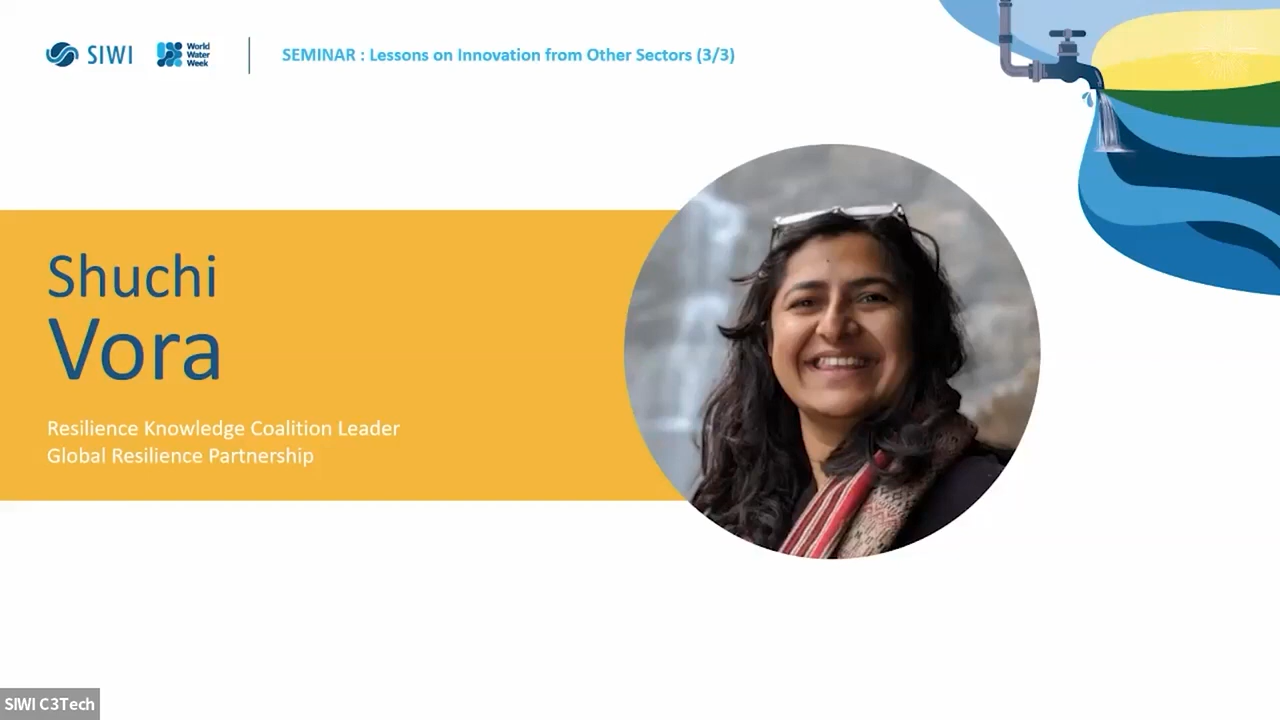 SIWI
World
Water
Week
SEMINAR : Lessons on Innovation from Other Sectors (3/3)
Shuchi
Vora
Resilience Knowledge Coalition Leader
Global Resilience Partnership
SIWI C3Tech